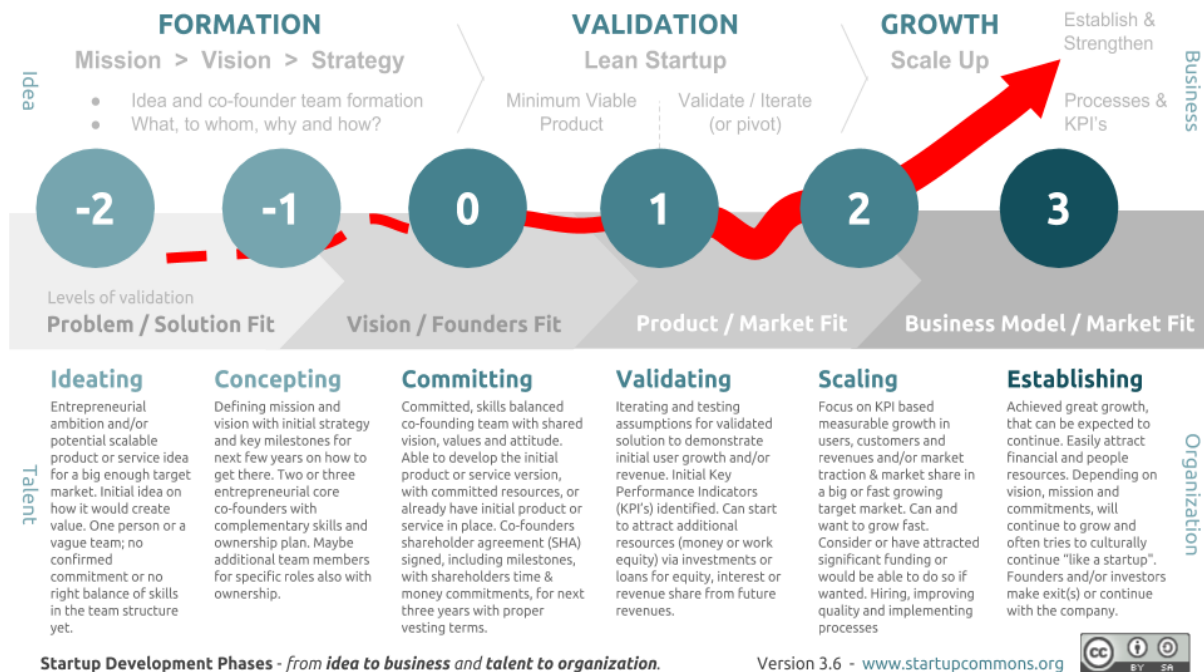 FORMATION
Mission > Vision > Strategy
● Idea and co-founder team formation
● What, to whom, why and how?
VALIDATION
Lean Startup
Minimum Viable
Product
Validate / Iterate
(or pivot)
GROWTH
Scale Up
Establish &
Strengthen
Processes &
KPI's
Idea
Business
-2
-1
0
1
2
3
Levels of validation
Problem / Solution Fit
Vision / Founders Fit
Product / Market Fit
Business Model / Market Fit
Talent
Organization
Ideating
Entrepreneurial
ambition and/or
potential scalable
product or service idea
for a big enough target
market. Initial idea on
how it would create
value. One person or a
vague team; no
confirmed
commitment or no
right balance of skills
in the team structure
yet.
Concepting
Defining mission and
vision with initial strategy
and key milestones for
next few years on how to
get there. Two or three
entrepreneurial core
co-founders with
complementary skills and
ownership plan. Maybe
additional team members
for specific roles also with
ownership.
Committing
Committed, skills balanced
co-founding team with shared
vision, values and attitude.
Able to develop the initial
product or service version,
with committed resources, or
already have initial product or
service in place. Co-founders
shareholder agreement (SHA)
signed, including milestones,
with shareholders time &
money commitments, for next
three years with proper
vesting terms.
Validating
Iterating and testing
assumptions for validated
solution to demonstrate
initial user growth and/or
revenue. Initial Key
Performance Indicators
(KPI's) identified. Can start
to attract additional
resources (money or work
equity) via investments or
loans for equity, interest or
revenue share from future
revenues.
Scaling
Focus on KPI based
measurable growth in
users, customers and
revenues and/or market
traction & market share in
a big or fast growing
target market. Can and
want to grow fast.
Consider or have attracted
significant funding or
would be able to do so if
wanted. Hiring, improving
quality and implementing
processes
Establishing
Achieved great growth,
that can be expected to
continue. Easily attract
financial and people
resources. Depending on
vision, mission and
commitments, will
continue to grow and
often tries to culturally
continue "like a startup".
Founders and/or investors
make exit(s) or continue
with the company.
Startup Development Phases - from idea to business and talent to organization.
Version 3.6 - www.startupcommons.org
cc BY SA